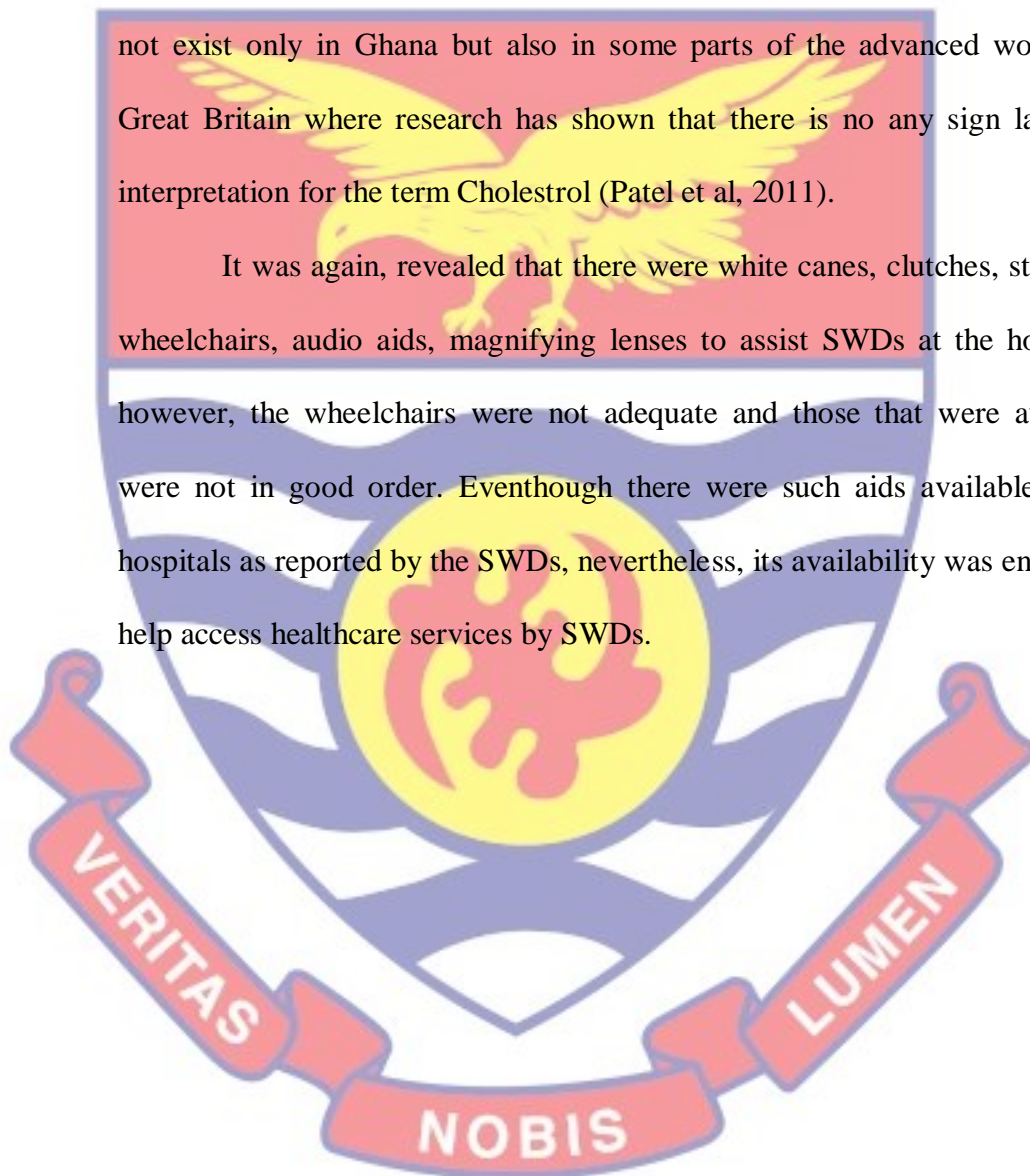 not exist only in Ghana but also in some parts of the advanced wo
Great Britain where research has shown that there is no any sign la
interpretation for the term Cholestrol (Patel et al, 2011).
It was again, revealed that there were white canes, clutches, st
wheelchairs, audio aids, magnifying lenses to assist SWDs at the ho
however, the wheelchairs were not adequate and those that were a
were not in good order. Eventhough there were such aids available
hospitals as reported by the SWDs, nevertheless, its availability was en
help access healthcare services by SWDs.
VERITAS
NOBIS
LUMEN